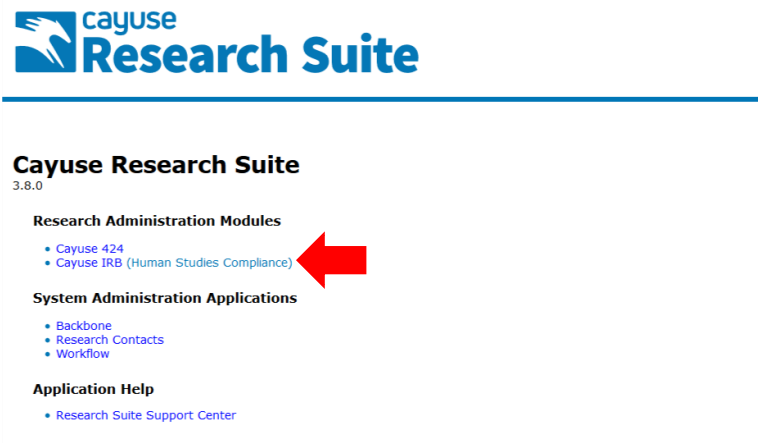 cayuse
Research Suite
Cayuse Research Suite
3.8.0
Research Administration Modules
• Cayuse 424
• Cayuse IRB (Human Studies Compliance)
System Administration Applications
• Backbone
• Research Contacts
• Workflow
Application Help
• Research Suite Support Center